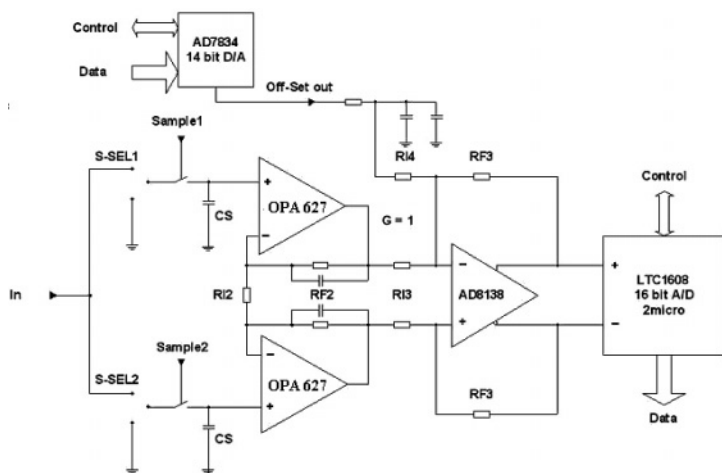 Control
AD7834
14 bit D/A
Data
Off-Set out
Sample1
S-SEL1
RI4
RF3
Control
+
OPA 627
CS
G = 1
−
−
+
LTC1608
16 bit A/D
2micro
In
RI2
RF2
RI3
AD8138
+
−
Sample2
−
S-SEL2
OPA 627
RF3
+
CS
Data